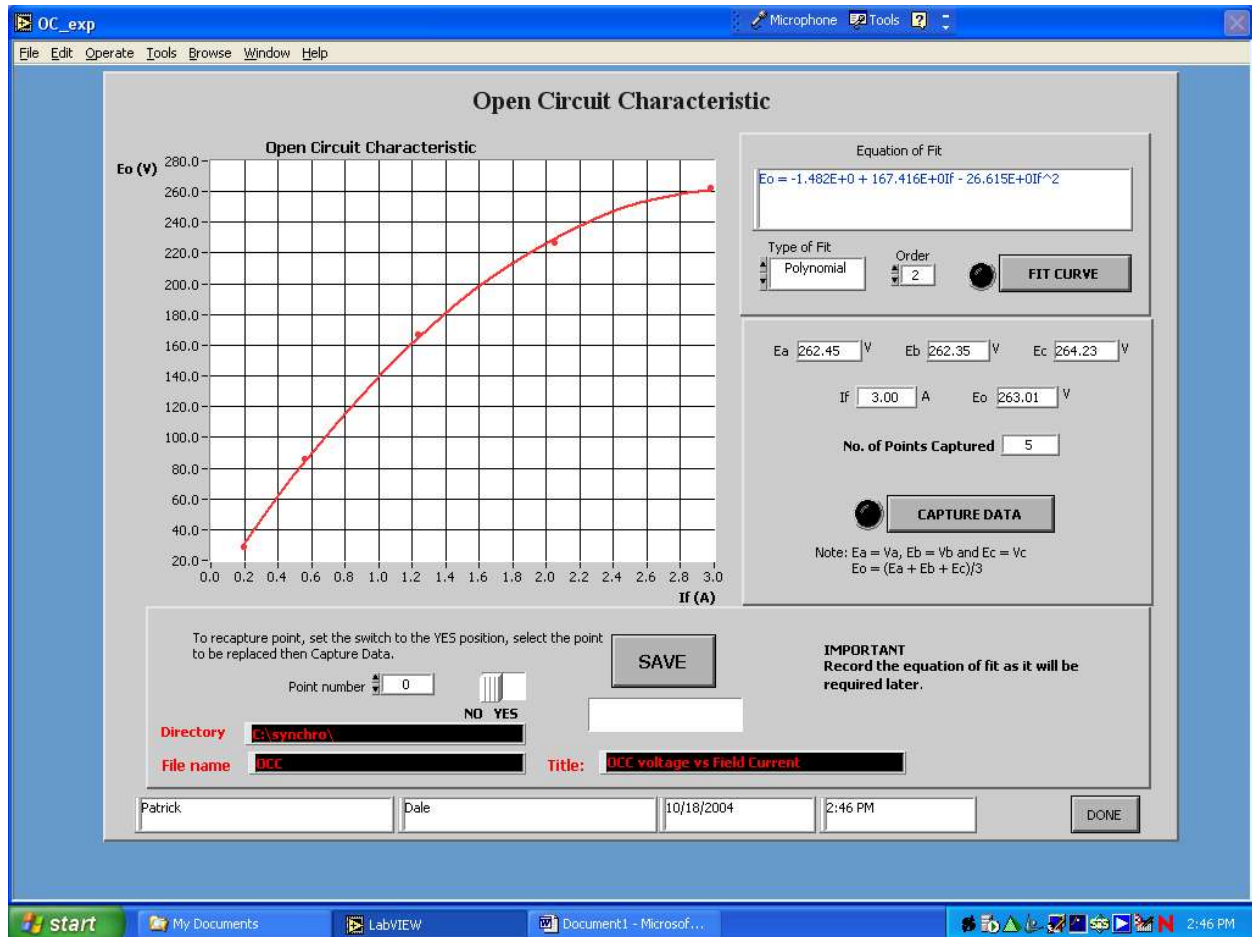 OC_exp
Microphone Tools
File Edit Operate Tools Browse Window Help
Open Circuit Characteristic
Open Circuit Characteristic
Eo (V)
280.0
260.0
240.0
220.0
200.0
180.0
160.0
140.0
120.0
100.0
80.0
60.0
40.0
20.0
0.0 0.2 0.4 0.6 0.8 1.0 1.2 1.4 1.6 1.8 2.0 2.2 2.4 2.6 2.8 3.0
If (A)
Equation of Fit
Eo = -1.482E+0 + 167.416E+0If - 26.615E+0If^2
Type of Fit
Polynomial
Order
2
FIT CURVE
Ea 262.45 V Eb 262.35 V Ec 264.23 V
If 3.00 A Eo 263.01 V
No. of Points Captured 5
CAPTURE DATA
Note: Ea = Va, Eb = Vb and Ec = Vc
Eo = (Ea + Eb + Ec)/3
To recapture point, set the switch to the YES position, select the point
to be replaced then Capture Data.
Point number 0
NO YES
SAVE
IMPORTANT
Record the equation of fit as it will be
required later.
Directory C:\synchro\
File name OCC
Title: OCC voltage vs Field Current
Patrick Dale 10/18/2004 2:46 PM
DONE
start My Documents LabVIEW Document1 - Microsof... 2:46 PM